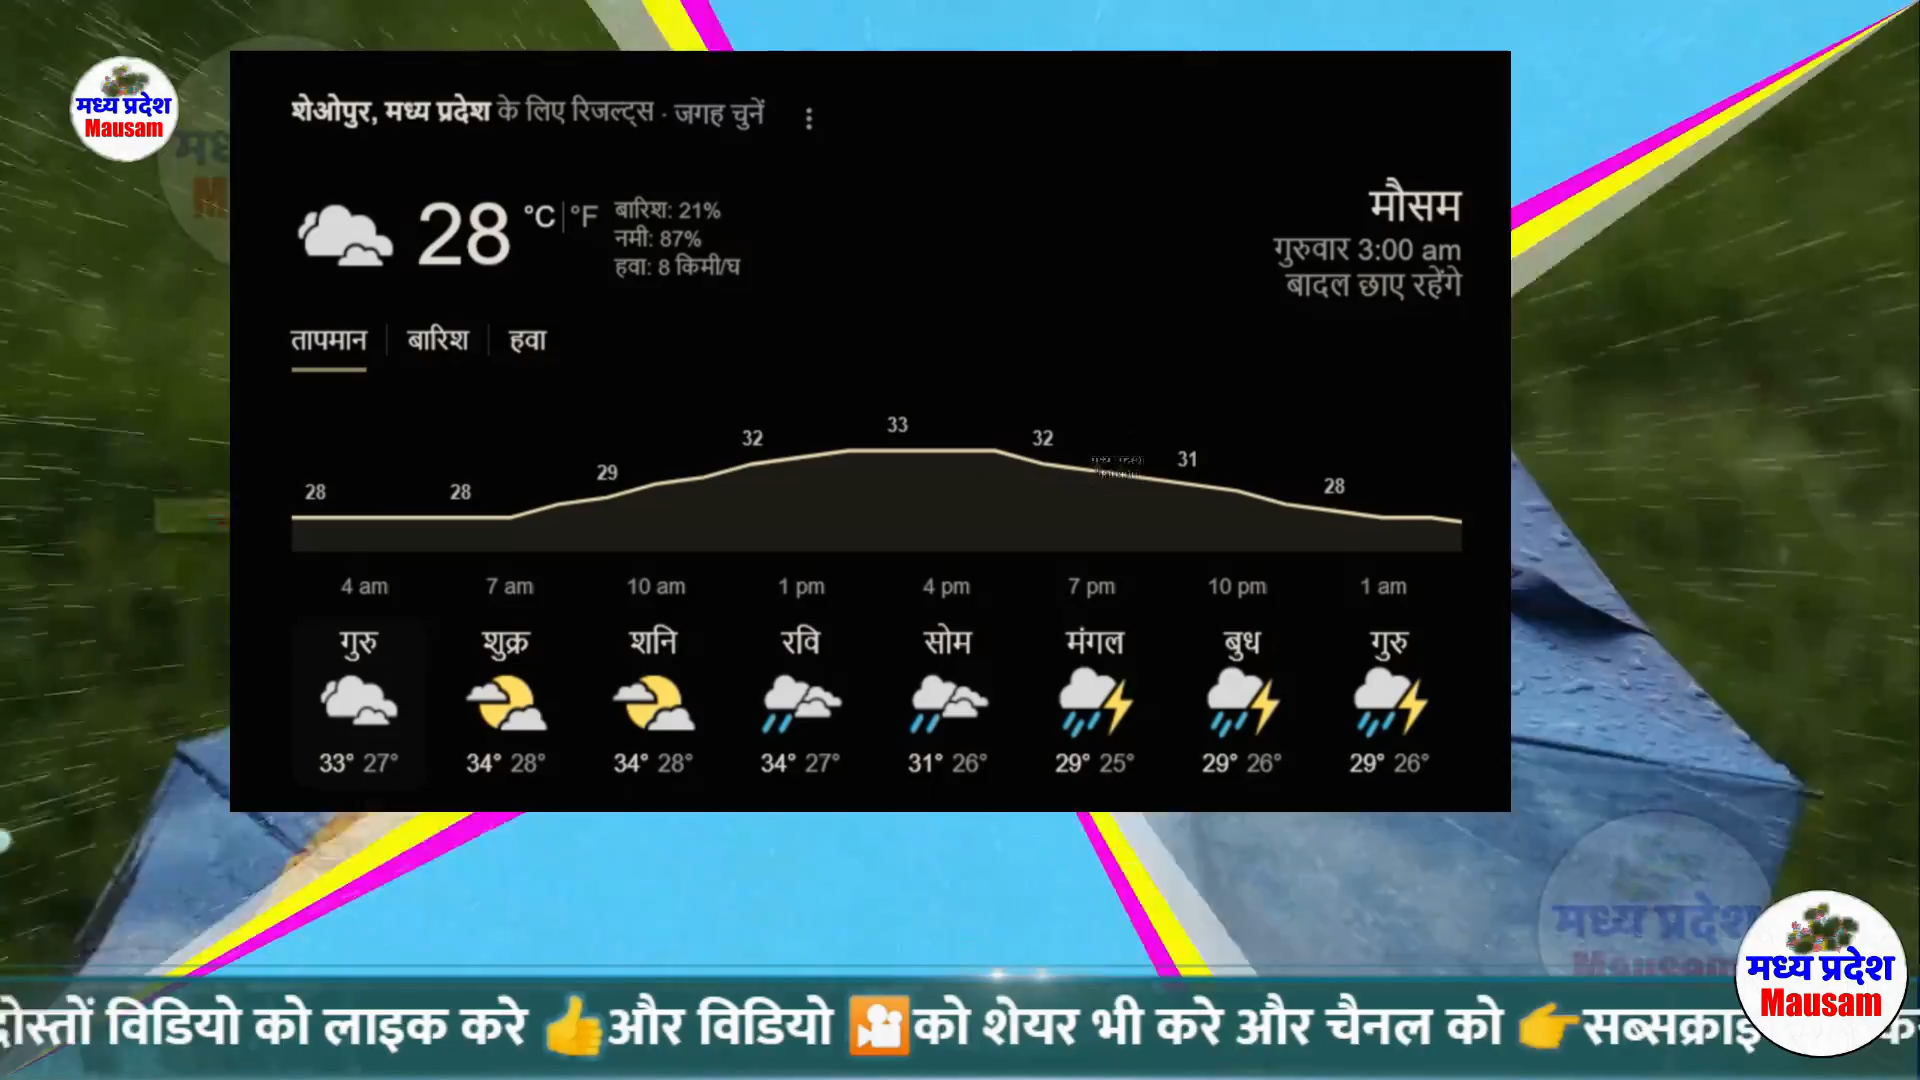 मध्य प्रदेश
Mausam
शेओपुर, मध्य प्रदेश के लिए रिजल्ट्स · जगह चुनें
28 °C | °F
बारिश: 21%
नमी: 87%
हवा: 8 किमी/घ
मौसम
गुरुवार 3:00 am
बादल छाए रहेंगे
तापमान | बारिश | हवा
28 28 29 32 33 32 31 28
4 am 7 am 10 am 1 pm 4 pm 7 pm 10 pm 1 am
गुरु शुक्र शनि रवि सोम मंगल बुध गुरु
33° 27° 34° 28° 34° 28° 34° 27° 31° 26° 29° 25° 29° 26° 29° 26°
मध्य प्रदेश
Mausam
मध्य प्रदेश
Mausam
दोस्तों विडियो को लाइक करे 👍और विडियो 🎦को शेयर भी करे और चैनल को 👉सब्सक्राइ